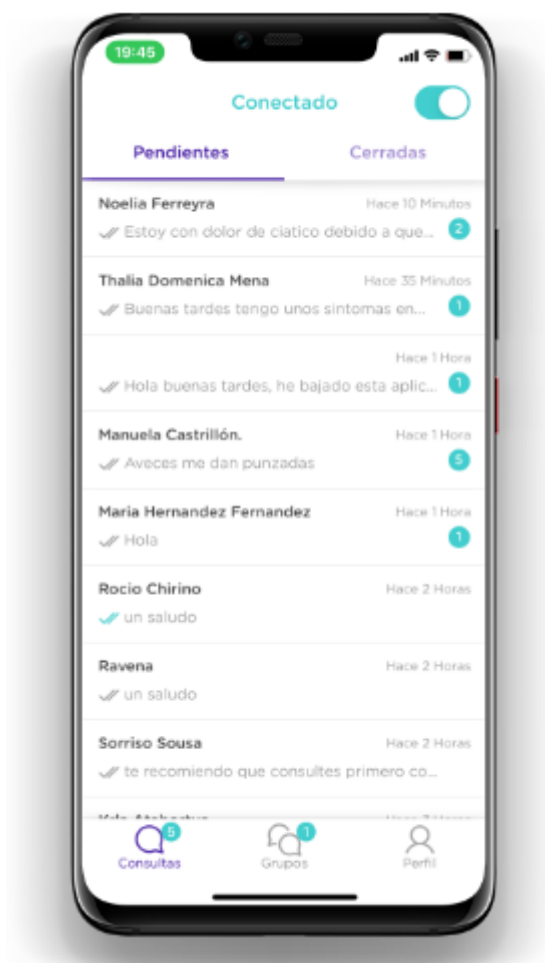 19:45
Conectado
Pendientes Cerradas
Noelia Ferreyra Hace 10 Minutos
Estoy con dolor de ciatico debido a que... 2
Thalia Domenica Mena Hace 35 Minutos
Buenas tardes tengo unos sintomas en... 1
Hace 1 Hora
Hola buenas tardes, he bajado esta aplic... 1
Manuela Castrillón. Hace 1 Hora
Aveces me dan punzadas 5
Maria Hernandez Fernandez Hace 1 Hora
Hola 1
Rocio Chirino Hace 2 Horas
un saludo
Ravena Hace 2 Horas
un saludo
Sorriso Sousa Hace 2 Horas
te recomiendo que consultes primero co...
5 1
Consultas Grupos Perfil